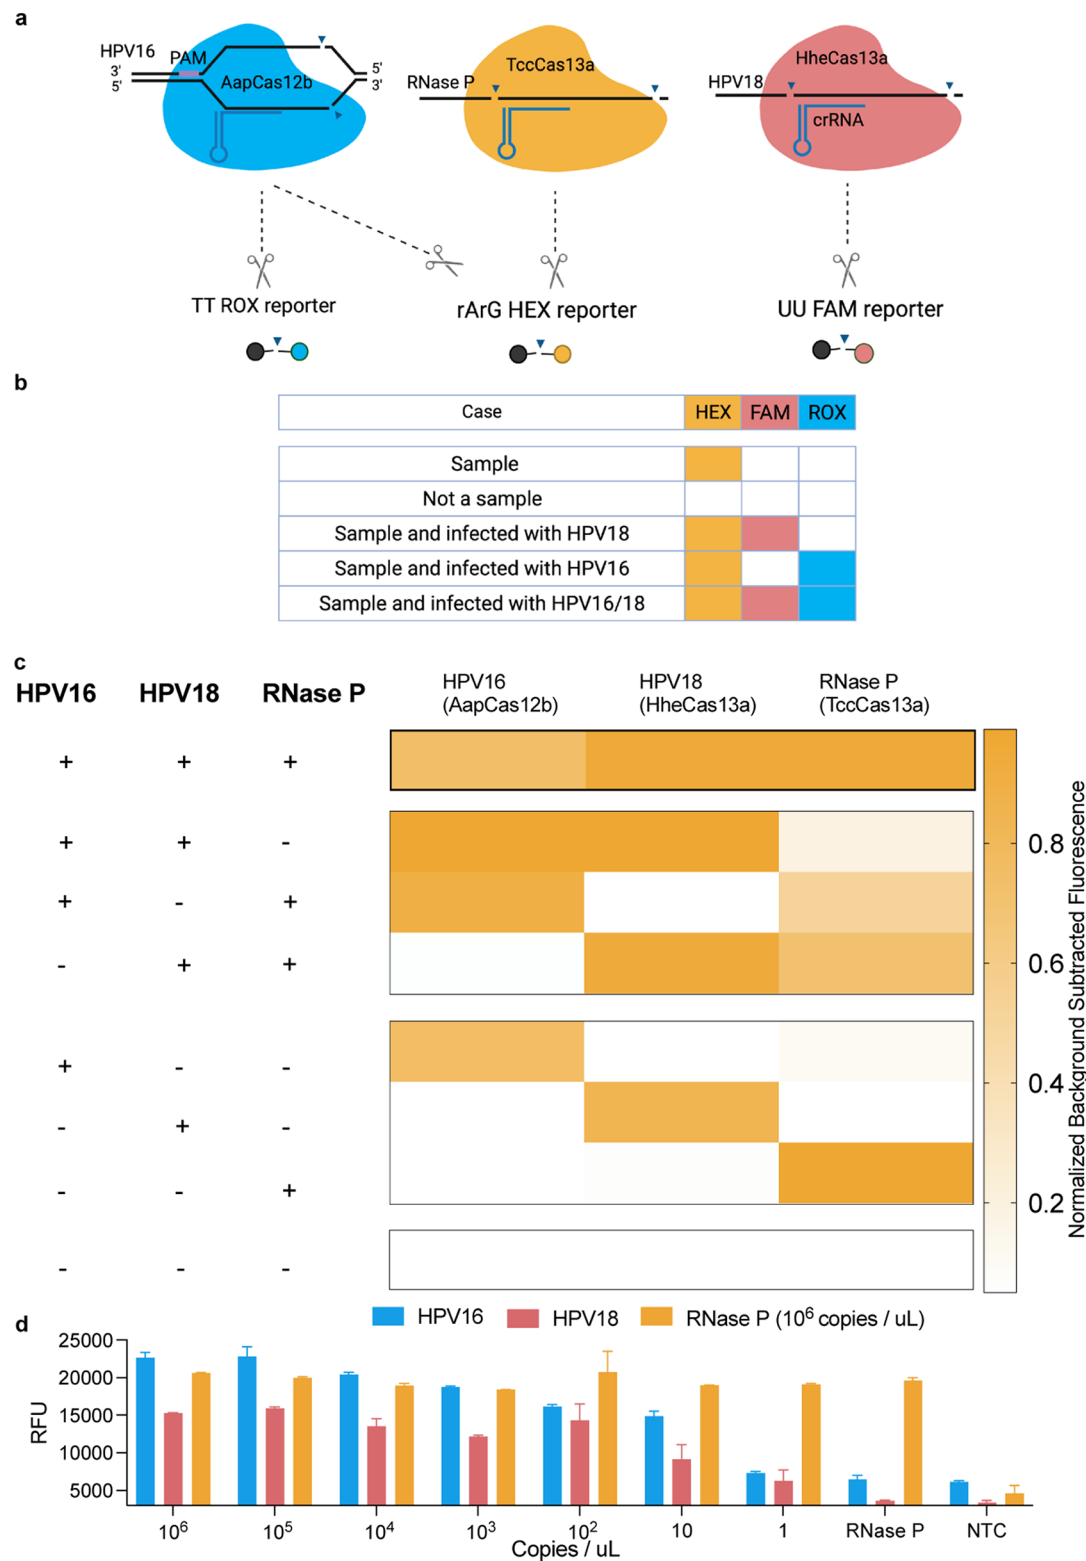 a
HPV16
3'
5'
PAM
AapCas12b
5'
3'
RNase P
TccCas13a
HPV18
HheCas13a
crRNA
TT ROX reporter
rArG HEX reporter
UU FAM reporter
b
Case HEX FAM ROX
Sample
Not a sample
Sample and infected with HPV18
Sample and infected with HPV16
Sample and infected with HPV16/18
c
HPV16 HPV18 RNase P
HPV16
(AapCas12b)
HPV18
(HheCas13a)
RNase P
(TccCas13a)
+ + +
+ + -
+ - +
- + +
+ - -
- + -
- - +
- - -
0.8
0.6
0.4
0.2
Normalized Background Subtracted Fluorescence
d
HPV16 HPV18 RNase P (10⁶ copies / uL)
25000
20000
15000
10000
5000
RFU
10⁶ 10⁵ 10⁴ 10³ 10² 10 1 RNase P NTC
Copies / uL